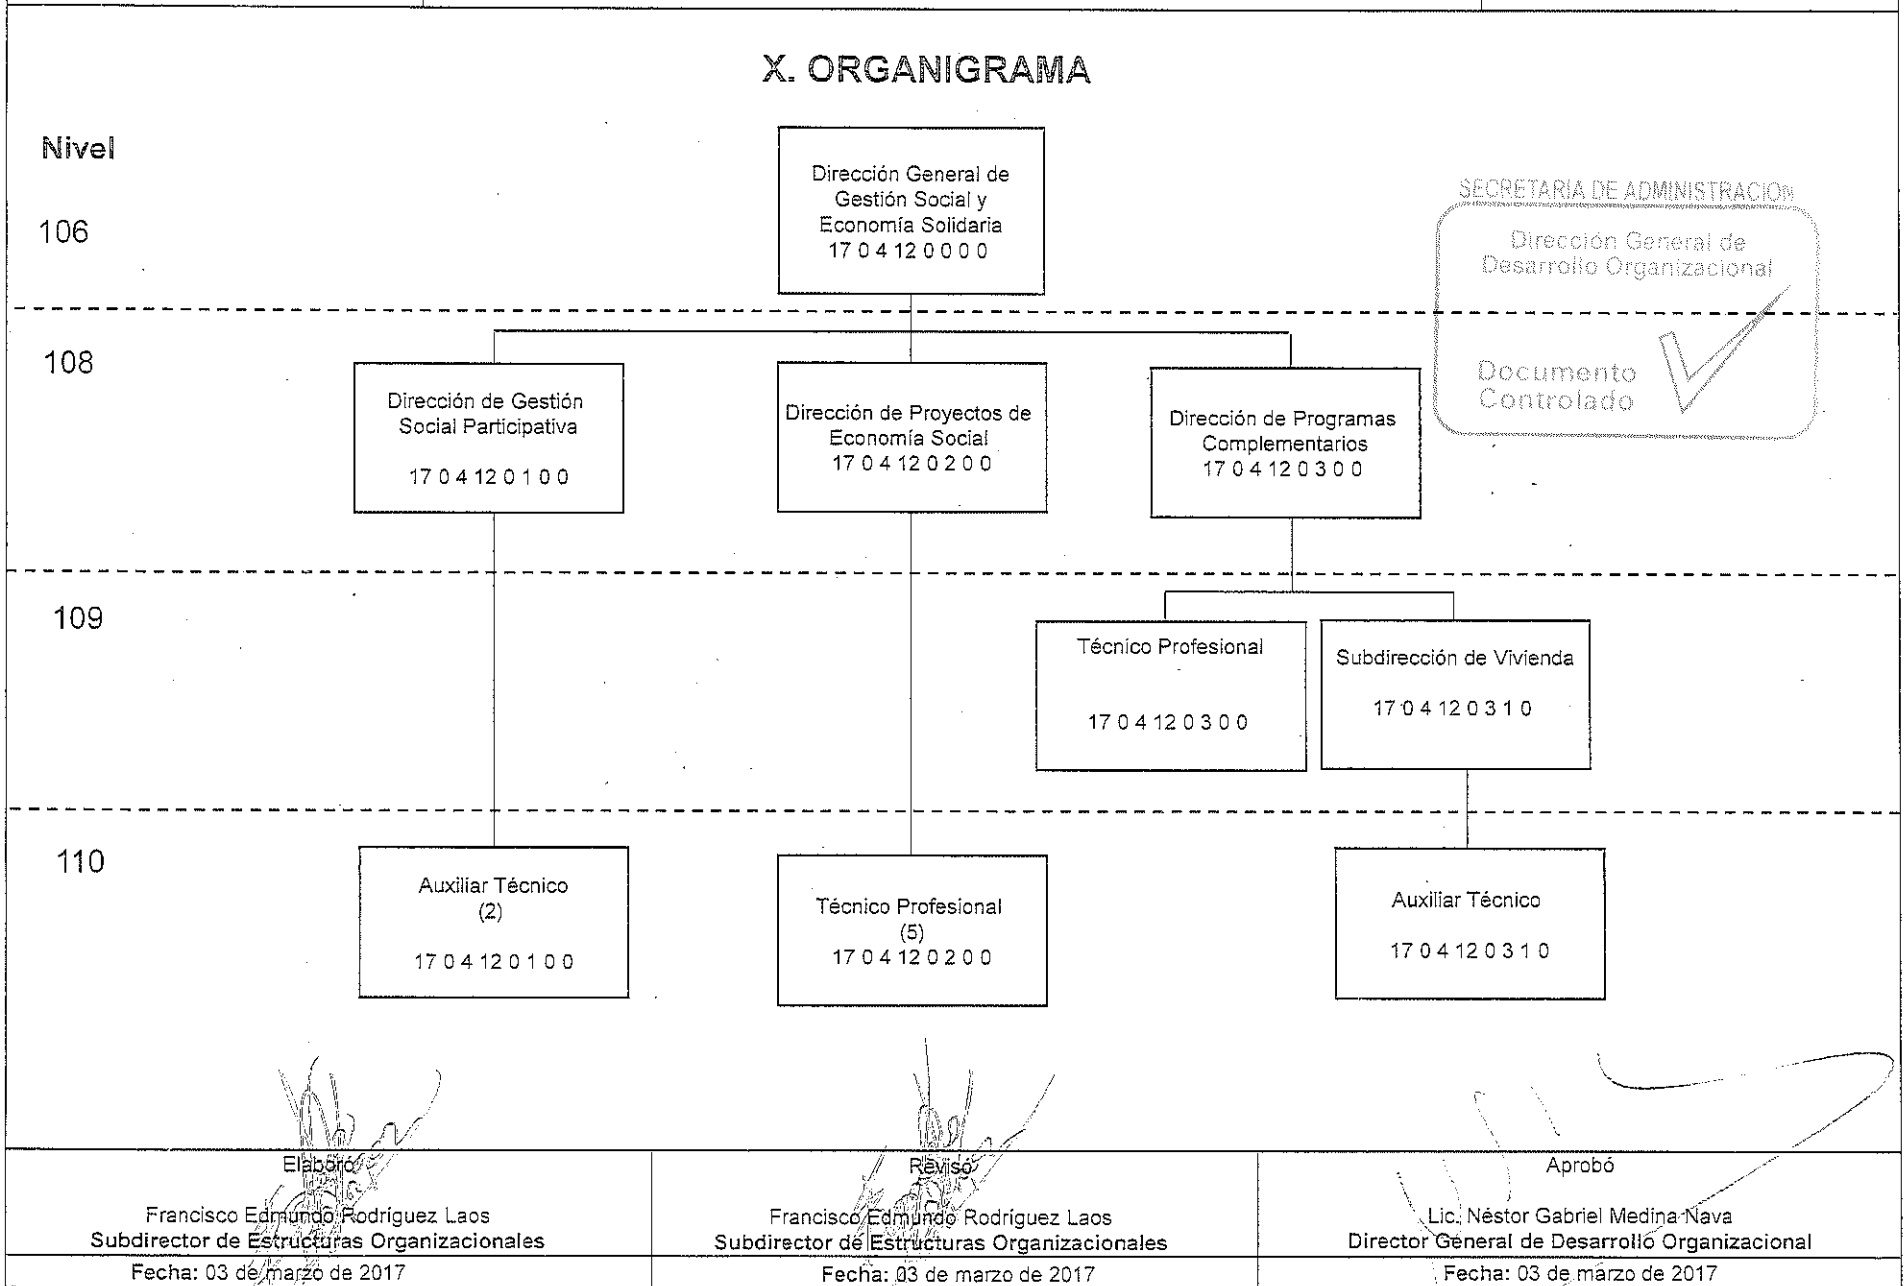 X. ORGANIGRAMA
Nivel
106
Dirección General de
Gestión Social y
Economía Solidaria
17 0 4 12 0 0 0 0
SECRETARIA DE ADMINISTRACION
Dirección General de
Desarrollo Organizacional
Documento
Controlado
108
Dirección de Gestión
Social Participativa
17 0 4 12 0 1 0 0
Dirección de Proyectos de
Economía Social
17 0 4 12 0 2 0 0
Dirección de Programas
Complementarios
17 0 4 12 0 3 0 0
109
Técnico Profesional
17 0 4 12 0 3 0 0
Subdirección de Vivienda
17 0 4 12 0 3 1 0
110
Auxiliar Técnico
(2)
17 0 4 12 0 1 0 0
Técnico Profesional
(5)
17 0 4 12 0 2 0 0
Auxiliar Técnico
17 0 4 12 0 3 1 0
Elaboró
Francisco Edmundo Rodríguez Laos
Subdirector de Estructuras Organizacionales
Fecha: 03 de marzo de 2017
Revisó
Francisco Edmundo Rodríguez Laos
Subdirector de Estructuras Organizacionales
Fecha: 03 de marzo de 2017
Aprobó
Lic. Néstor Gabriel Medina Nava
Director General de Desarrollo Organizacional
Fecha: 03 de marzo de 2017